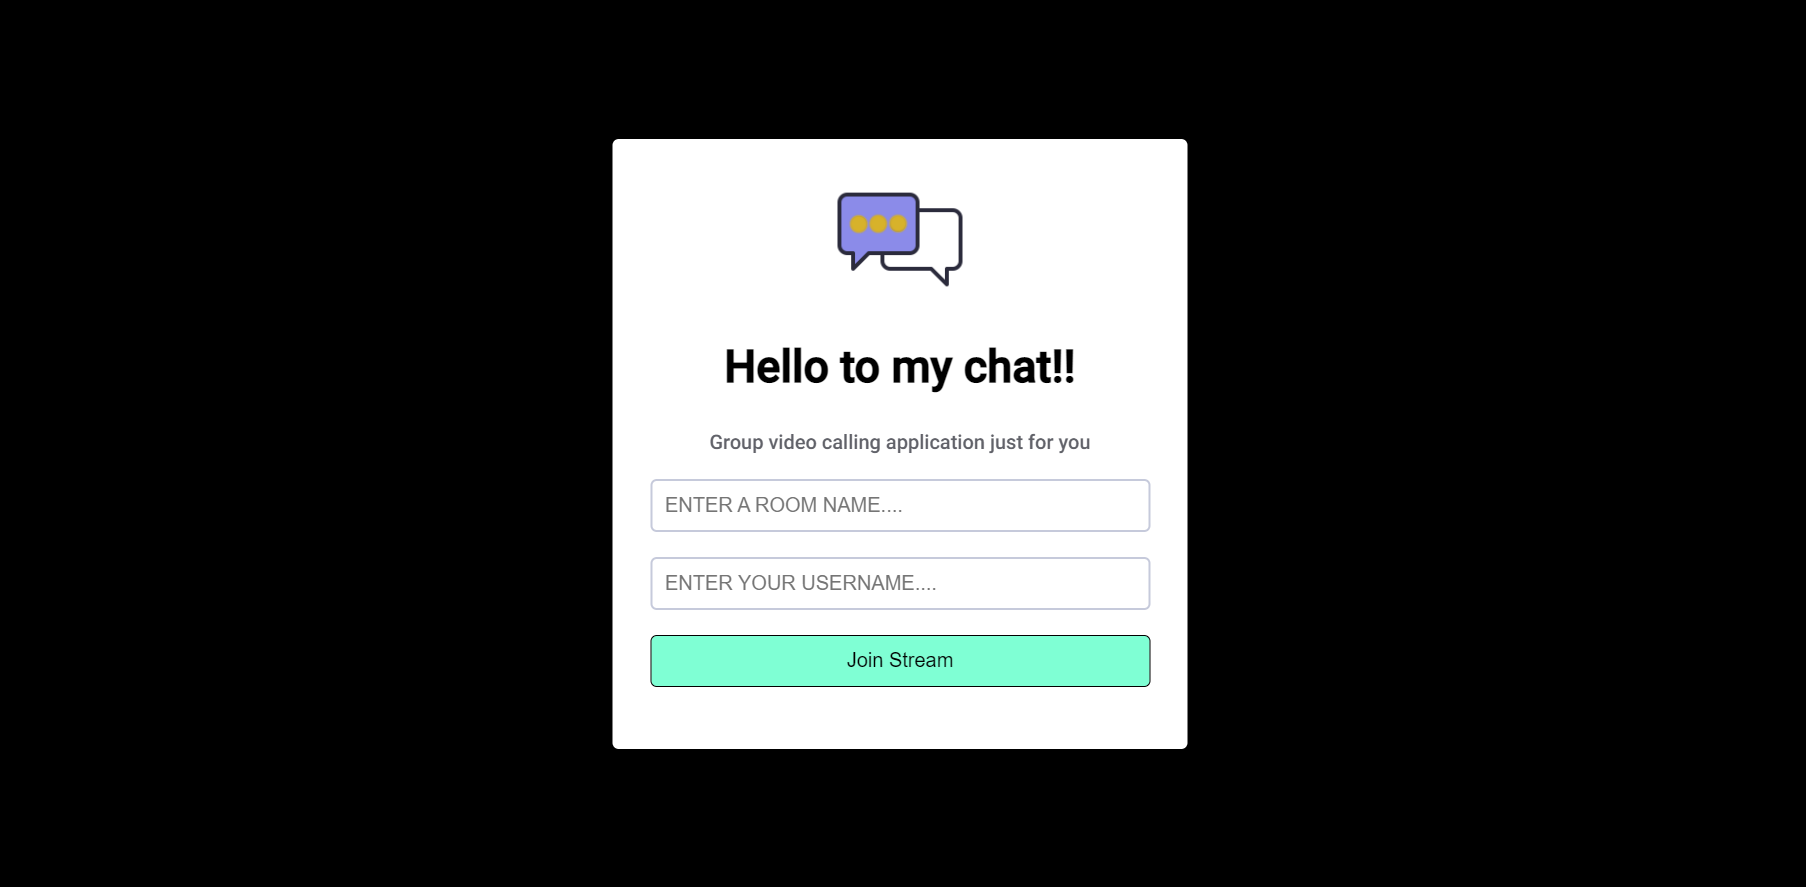 Hello to my chat!!
Group video calling application just for you
ENTER A ROOM NAME....
ENTER YOUR USERNAME....
Join Stream